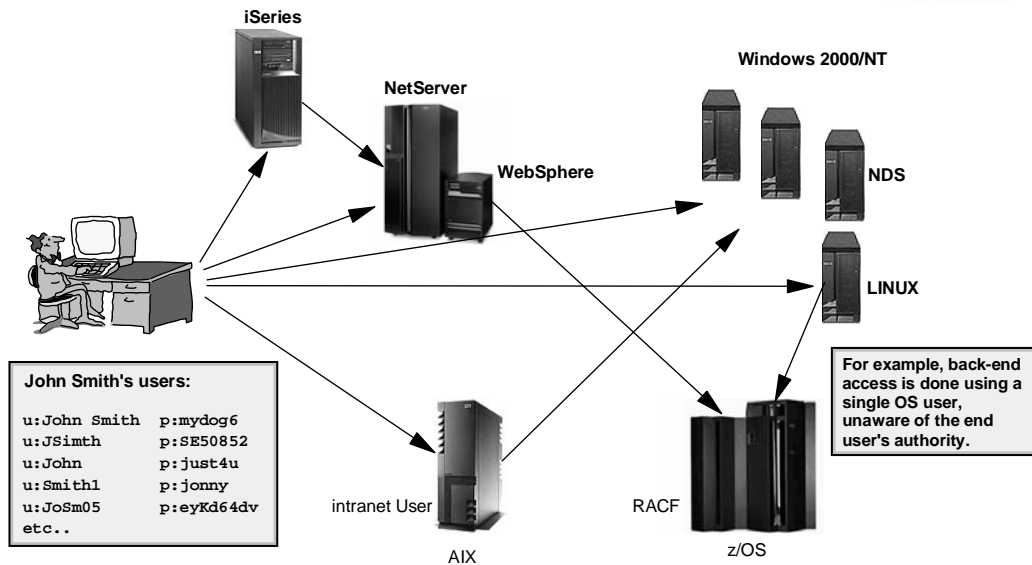 iSeries
Windows 2000/NT
NetServer
WebSphere
NDS
LINUX
John Smith's users:
u:John Smith p:mydog6
u:JSimth p:SE50852
u:John p:just4u
u:Smith1 p:jonny
u:JoSm05 p:eyKd64dv
etc..
For example, back-end
access is done using a
single OS user,
unaware of the end
user's authority.
intranet User
AIX
RACF
z/OS